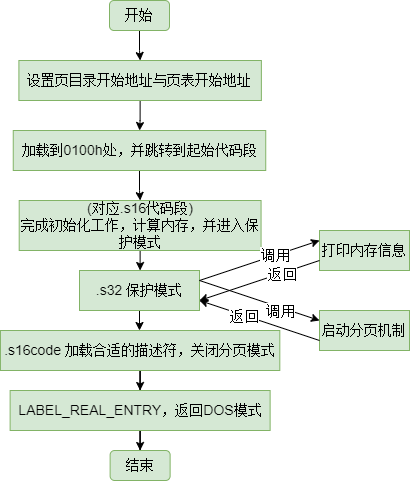 开始
设置页目录开始地址与页表开始地址
加载到0100h处，并跳转到起始代码段
(对应.s16代码段)
完成初始化工作，计算内存，并进入保
护模式
调用
打印内存信息
返回
.s32 保护模式
调用
返回
启动分页机制
.s16code 加载合适的描述符，关闭分页模式
LABEL_REAL_ENTRY，返回DOS模式
结束